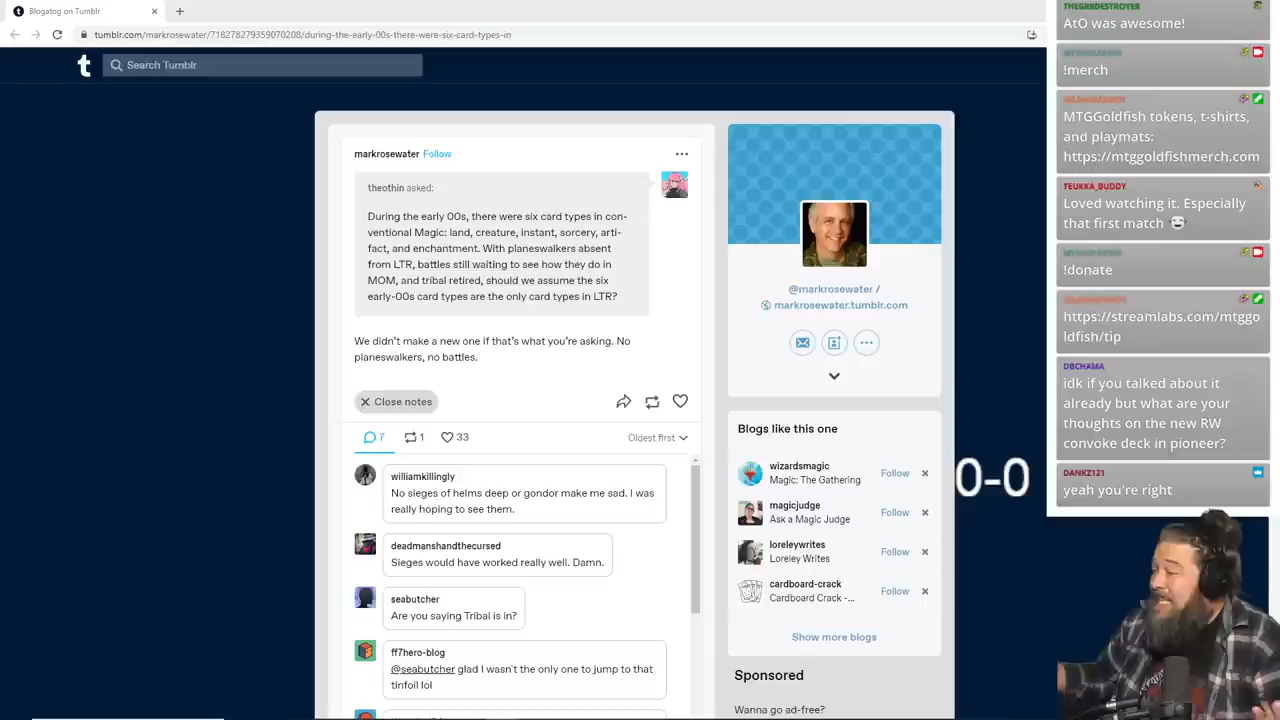 Blogatog on Tumblr
tumblr.com/markrosewater/718278279359070208/during-the-early-00s-there-were-six-card-types-in
Search Tumblr
markrosewater Follow
theothin asked:
During the early 00s, there were six card types in con-
ventional Magic: land, creature, instant, sorcery, arti-
fact, and enchantment. With planeswalkers absent
from LTR, battles still waiting to see how they do in
MOM, and tribal retired, should we assume the six
early-00s card types are the only card types in LTR?
We didn't make a new one if that's what you're asking. No
planeswalkers, no battles.
Close notes
7 1 33
Oldest first
williamkillingly
No sieges of helms deep or gondor make me sad. I was
really hoping to see them.
deadmanshandthecursed
Sieges would have worked really well. Damn.
seabutcher
Are you saying Tribal is in?
ff7hero-blog
@seabutcher glad I wasn't the only one to jump to that
tinfoil lol
@markrosewater /
markrosewater.tumblr.com
Blogs like this one
wizardsmagic
Magic: The Gathering
Follow
magicjudge
Ask a Magic Judge
Follow
loreleywrites
Loreley Writes
Follow
cardboard-crack
Cardboard Crack -...
Follow
Show more blogs
Sponsored
Wanna go ad-free?
0-0
AtO was awesome!
!merch
MTGGoldfish tokens, t-shirts,
and playmats:
https://mtggoldfishmerch.com
TEUKKA_BUDDY
Loved watching it. Especially
that first match
!donate
https://streamlabs.com/mtggo
ldfish/tip
DBCHAMA
idk if you talked about it
already but what are your
thoughts on the new RW
convoke deck in pioneer?
DANKZ121
yeah you're right